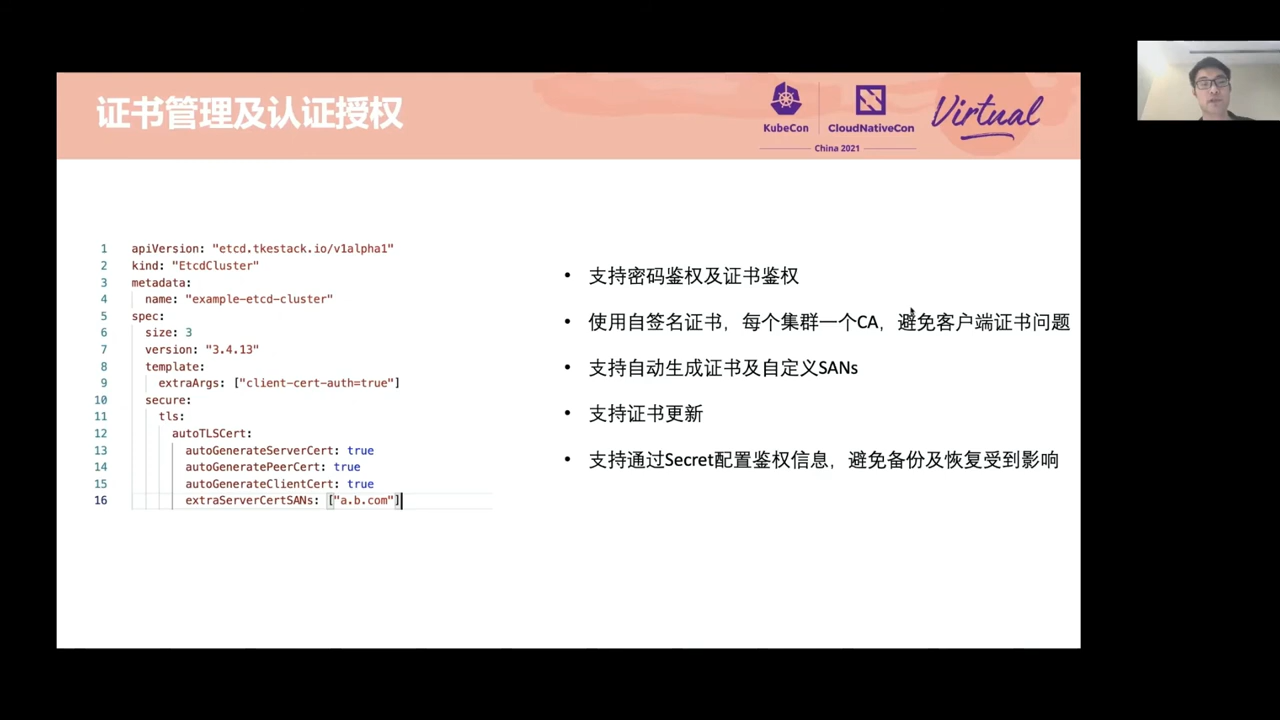 证书管理及认证授权
KubeCon
CloudNativeCon
China 2021
Virtual
1 apiVersion: "etcd.tkestack.io/v1alpha1"
2 kind: "EtcdCluster"
3 metadata:
4 name: "example-etcd-cluster"
5 spec:
6 size: 3
7 version: "3.4.13"
8 template:
9 extraArgs: ["client-cert-auth=true"]
10 secure:
11 tls:
12 autoTLSCert:
13 autoGenerateServerCert: true
14 autoGeneratePeerCert: true
15 autoGenerateClientCert: true
16 extraServerCertSANs: ["a.b.com"]
• 支持密码鉴权及证书鉴权
• 使用自签名证书，每个集群一个CA，避免客户端证书问题
• 支持自动生成证书及自定义SANs
• 支持证书更新
• 支持通过Secret配置鉴权信息，避免备份及恢复受到影响